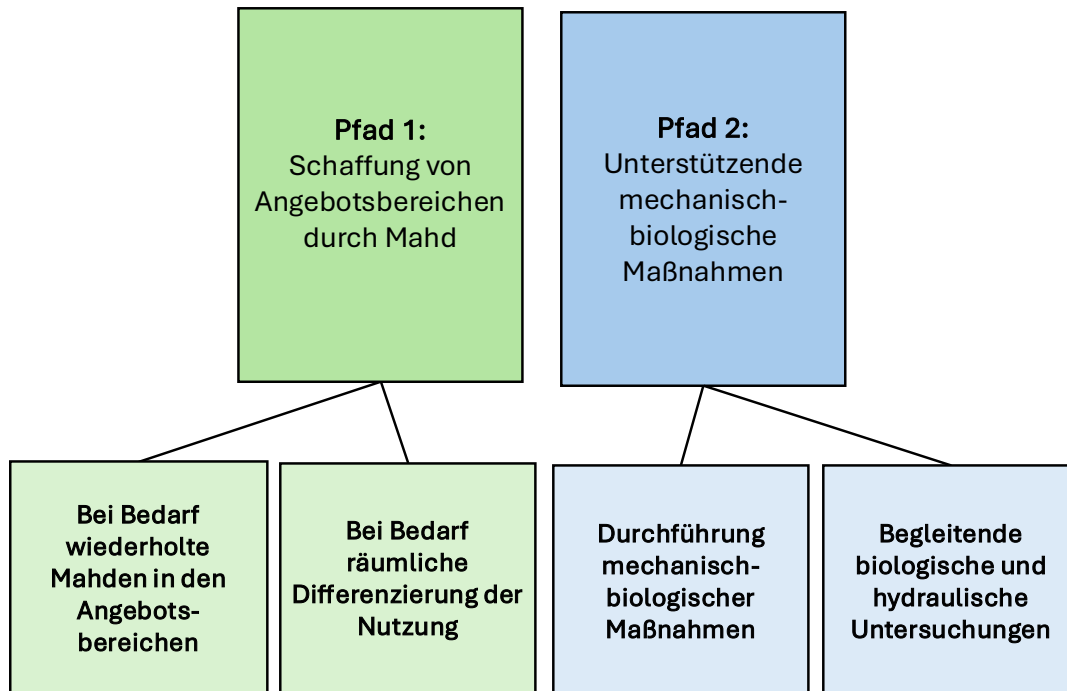 Pfad 1:
Schaffung von
Angebotsbereichen
durch Mahd
Pfad 2:
Unterstützende
mechanisch-
biologische
Maßnahmen
Bei Bedarf
wiederholte
Mahden in den
Angebots-
bereichen
Bei Bedarf
räumliche
Differenzierung der
Nutzung
Durchführung
mechanisch-
biologischer
Maßnahmen
Begleitende
biologische und
hydraulische
Untersuchungen